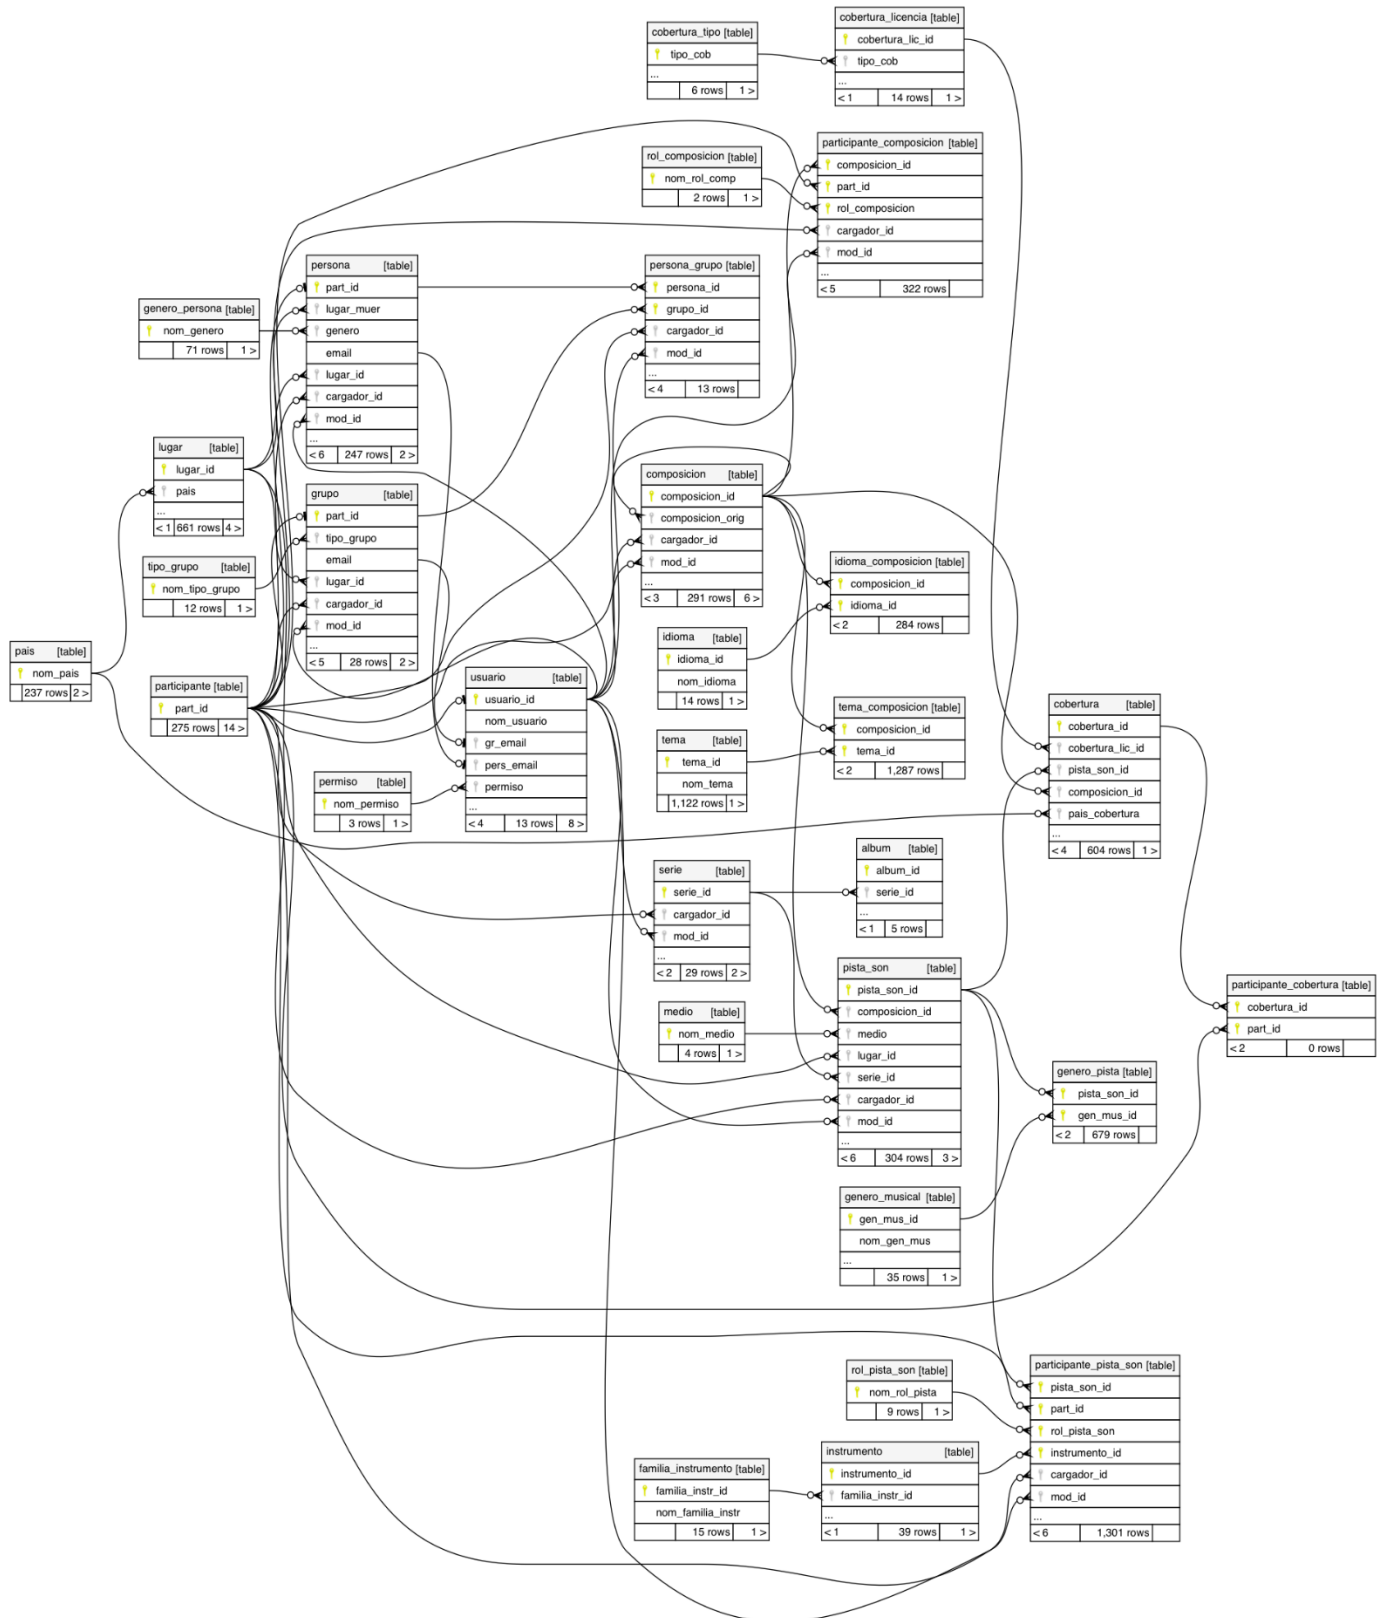 cobertura_tipo [table]
tipo_cob
...
6 rows 1 >
cobertura_licencia [table]
cobertura_lic_id
tipo_cob
...
< 1 14 rows 1 >
rol_composicion [table]
nom_rol_comp
2 rows 1 >
participante_composicion [table]
composicion_id
part_id
rol_composicion
cargador_id
mod_id
...
< 5 322 rows
genero_persona [table]
nom_genero
71 rows 1 >
persona [table]
part_id
lugar_muer
genero
email
lugar_id
cargador_id
mod_id
...
< 6 247 rows 2 >
persona_grupo [table]
persona_id
grupo_id
cargador_id
mod_id
...
< 4 13 rows
lugar [table]
lugar_id
pais
...
< 1 661 rows 4 >
grupo [table]
part_id
tipo_grupo
email
lugar_id
cargador_id
mod_id
...
< 5 28 rows 2 >
composicion [table]
composicion_id
composicion_orig
cargador_id
mod_id
...
< 3 291 rows 6 >
tipo_grupo [table]
nom_tipo_grupo
12 rows 1 >
idioma_composicion [table]
composicion_id
idioma_id
< 2 284 rows
pais [table]
nom_pais
237 rows 2 >
participante [table]
part_id
275 rows 14 >
usuario [table]
usuario_id
nom_usuario
gr_email
pers_email
permiso
...
< 4 13 rows 8 >
idioma [table]
idioma_id
nom_idioma
14 rows 1 >
tema_composicion [table]
composicion_id
tema_id
< 2 1,287 rows
cobertura [table]
cobertura_id
cobertura_lic_id
pista_son_id
composicion_id
pais_cobertura
...
< 4 604 rows 1 >
permiso [table]
nom_permiso
3 rows 1 >
tema [table]
tema_id
nom_tema
1,122 rows 1 >
serie [table]
serie_id
cargador_id
mod_id
...
< 2 29 rows 2 >
album [table]
album_id
serie_id
...
< 1 5 rows
medio [table]
nom_medio
4 rows 1 >
pista_son [table]
pista_son_id
composicion_id
medio
lugar_id
serie_id
cargador_id
mod_id
...
< 6 304 rows 3 >
participante_cobertura [table]
cobertura_id
part_id
< 2 0 rows
genero_pista [table]
pista_son_id
gen_mus_id
< 2 679 rows
genero_musical [table]
gen_mus_id
nom_gen_mus
...
35 rows 1 >
rol_pista_son [table]
nom_rol_pista
9 rows 1 >
participante_pista_son [table]
pista_son_id
part_id
rol_pista_son
instrumento_id
cargador_id
mod_id
...
< 6 1,301 rows
familia_instrumento [table]
familia_instr_id
nom_familia_instr
15 rows 1 >
instrumento [table]
instrumento_id
familia_instr_id
...
< 1 39 rows 1 >